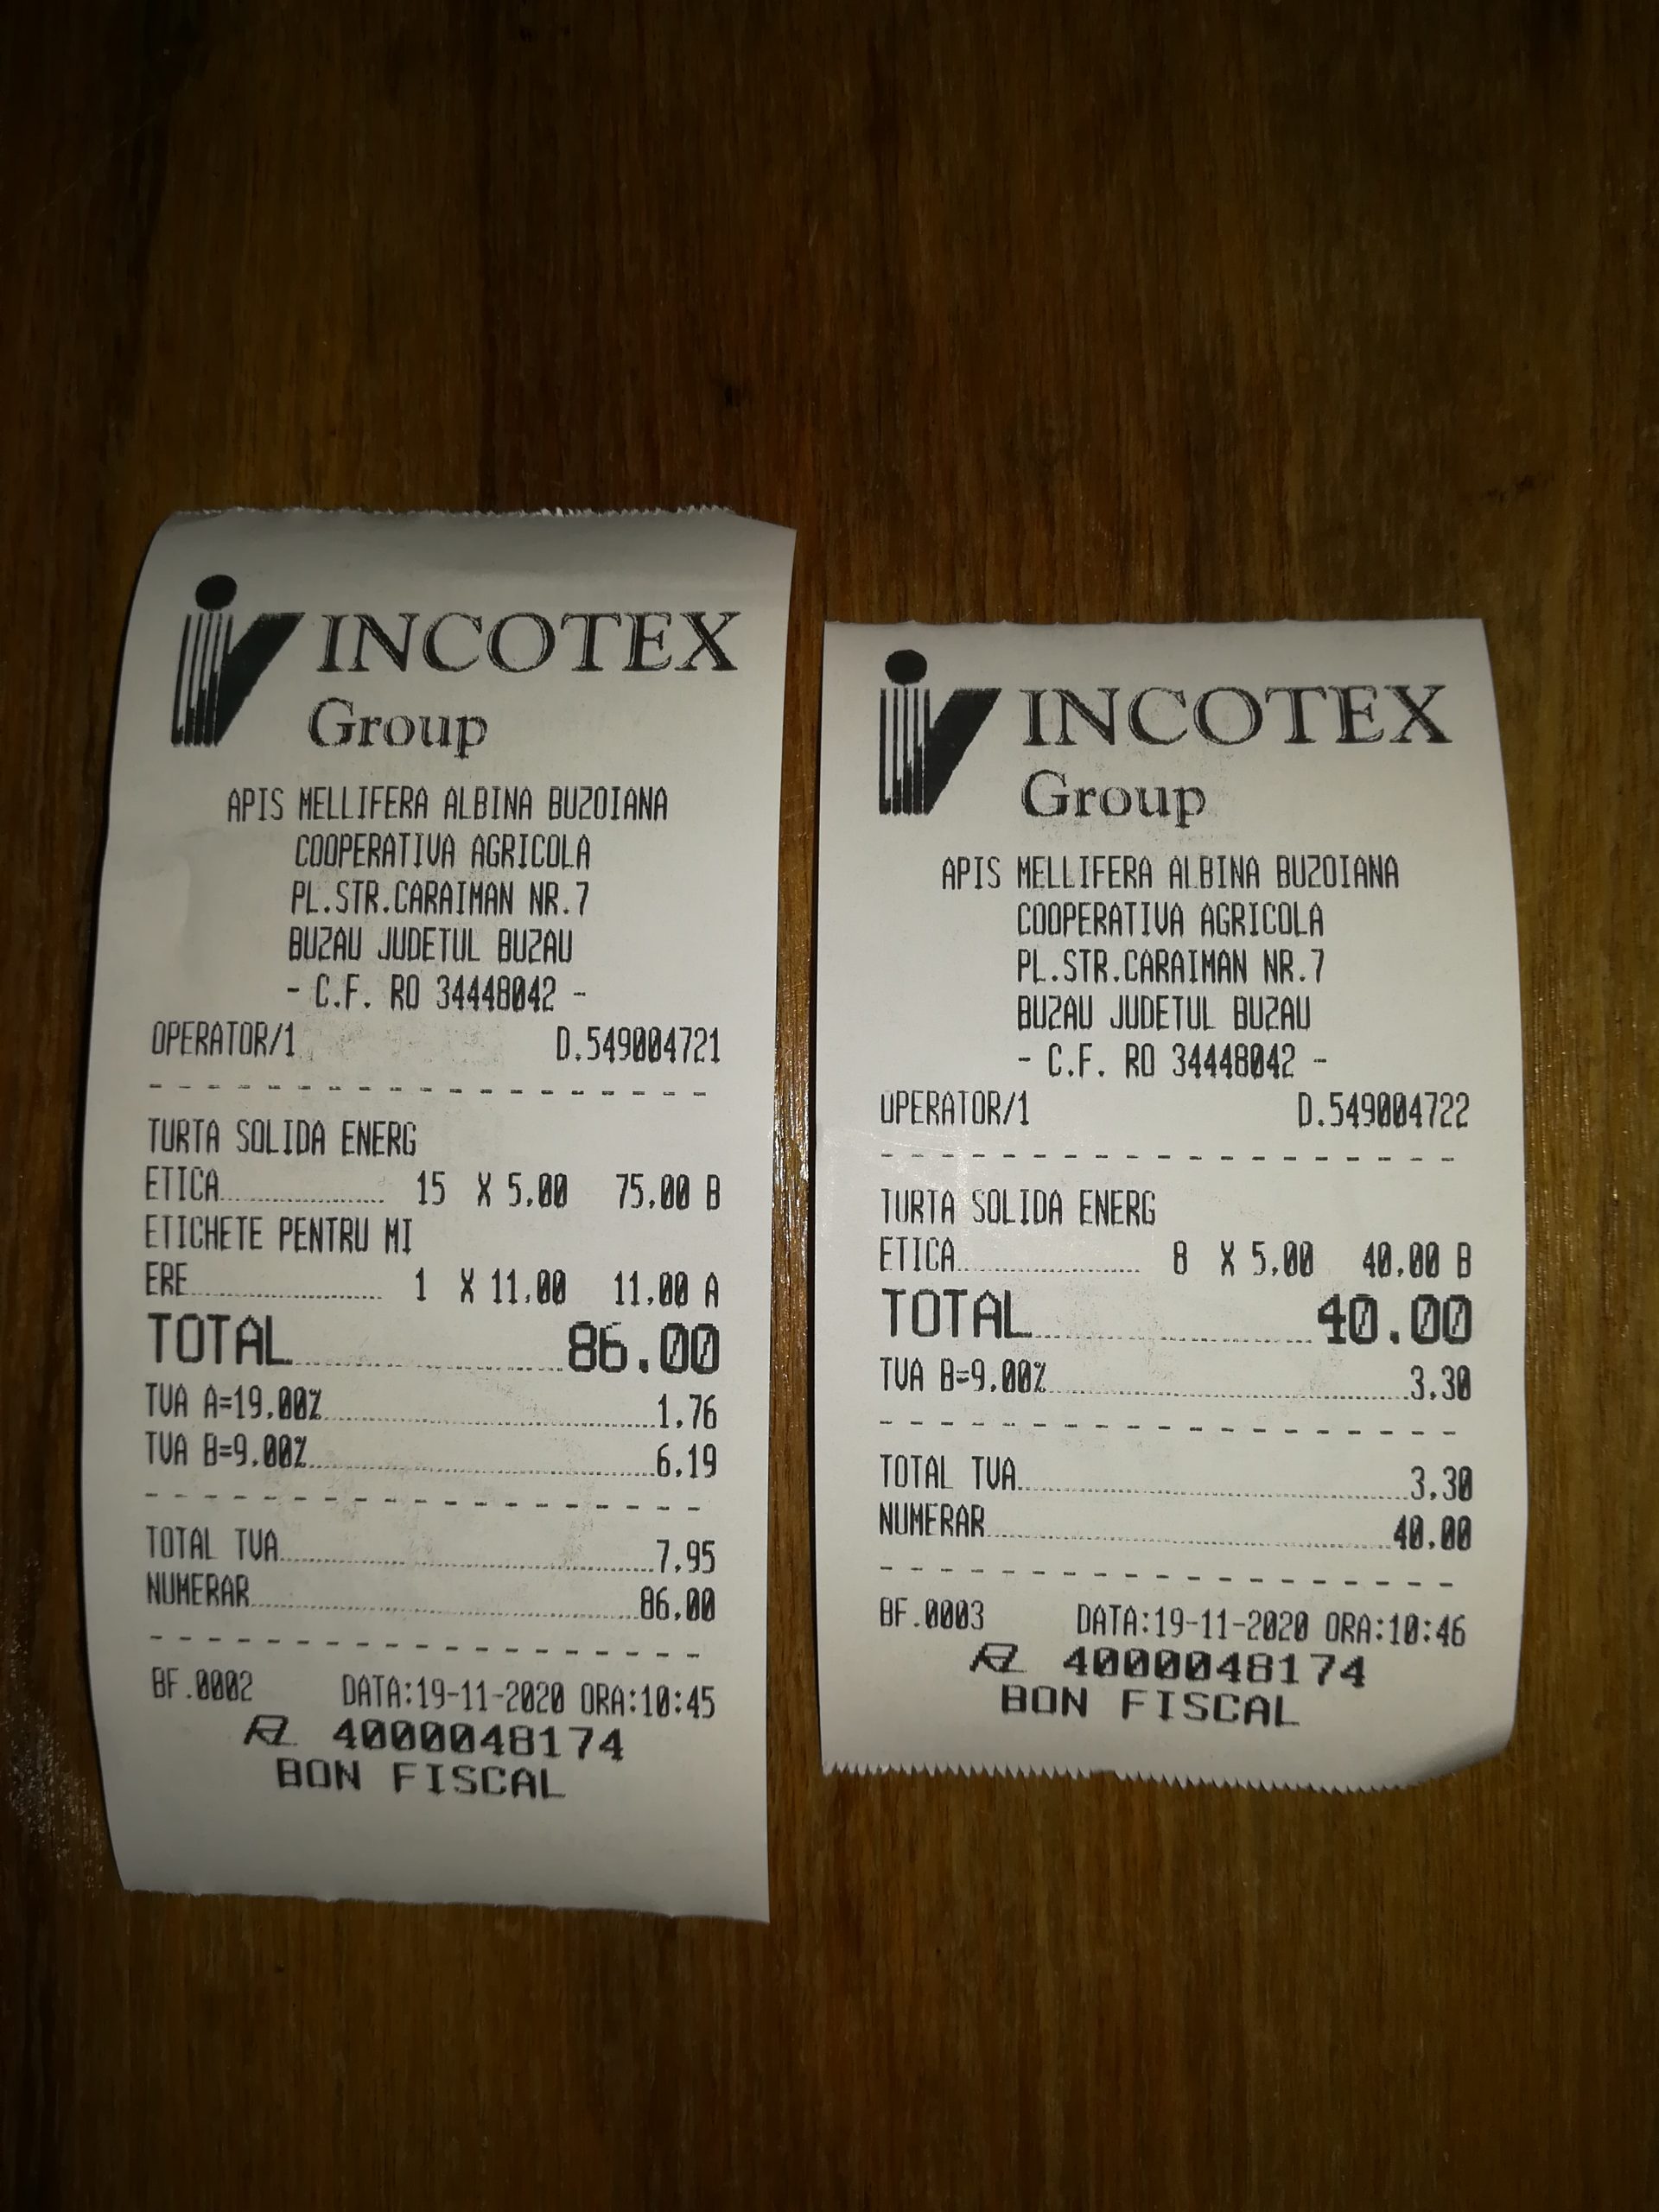 INCOTEX
Group
APIS MELLIFERA ALBINA BUZOIANA
COOPERATIVA AGRICOLA
PL.STR.CARAIMAN NR.7
BUZAU JUDETUL BUZAU
- C.F. RO 34448042 -
OPERATOR/1 D.549004721
TURTA SOLIDA ENERG
ETICA 15 X 5.00 75.00 B
ETICHETE PENTRU MI
ERE 1 X 11.00 11.00 A
TOTAL 86.00
TVA A=19.00% 1.76
TVA B=9.00% 6.19
TOTAL TVA 7.95
NUMERAR 86.00
BF.0002 DATA:19-11-2020 ORA:10:45
4000048174
BON FISCAL
INCOTEX
Group
APIS MELLIFERA ALBINA BUZOIANA
COOPERATIVA AGRICOLA
PL.STR.CARAIMAN NR.7
BUZAU JUDETUL BUZAU
- C.F. RO 34448042 -
OPERATOR/1 D.549004722
TURTA SOLIDA ENERG
ETICA 8 X 5.00 40.00 B
TOTAL 40.00
TVA B=9.00% 3.30
TOTAL TVA 3.30
NUMERAR 40.00
BF.0003 DATA:19-11-2020 ORA:10:46
4000048174
BON FISCAL